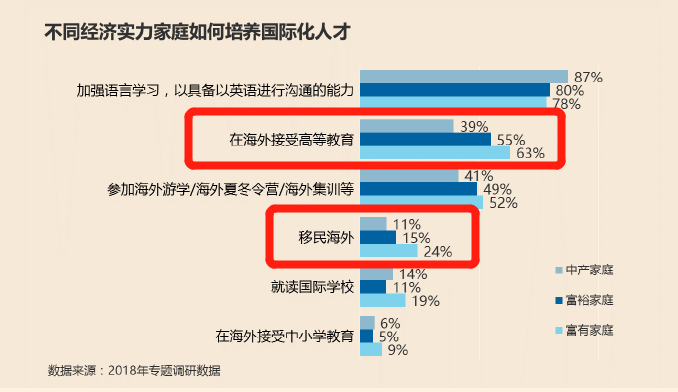 不同经济实力家庭如何培养国际化人才
加强语言学习，以具备以英语进行沟通的能力
87%
80%
78%
在海外接受高等教育
39%
55%
63%
参加海外游学/海外夏冬令营/海外集训等
41%
49%
52%
移民海外
11%
15%
24%
就读国际学校
14%
11%
19%
在海外接受中小学教育
6%
5%
9%
中产家庭
富裕家庭
富有家庭
数据来源：2018年专题调研数据